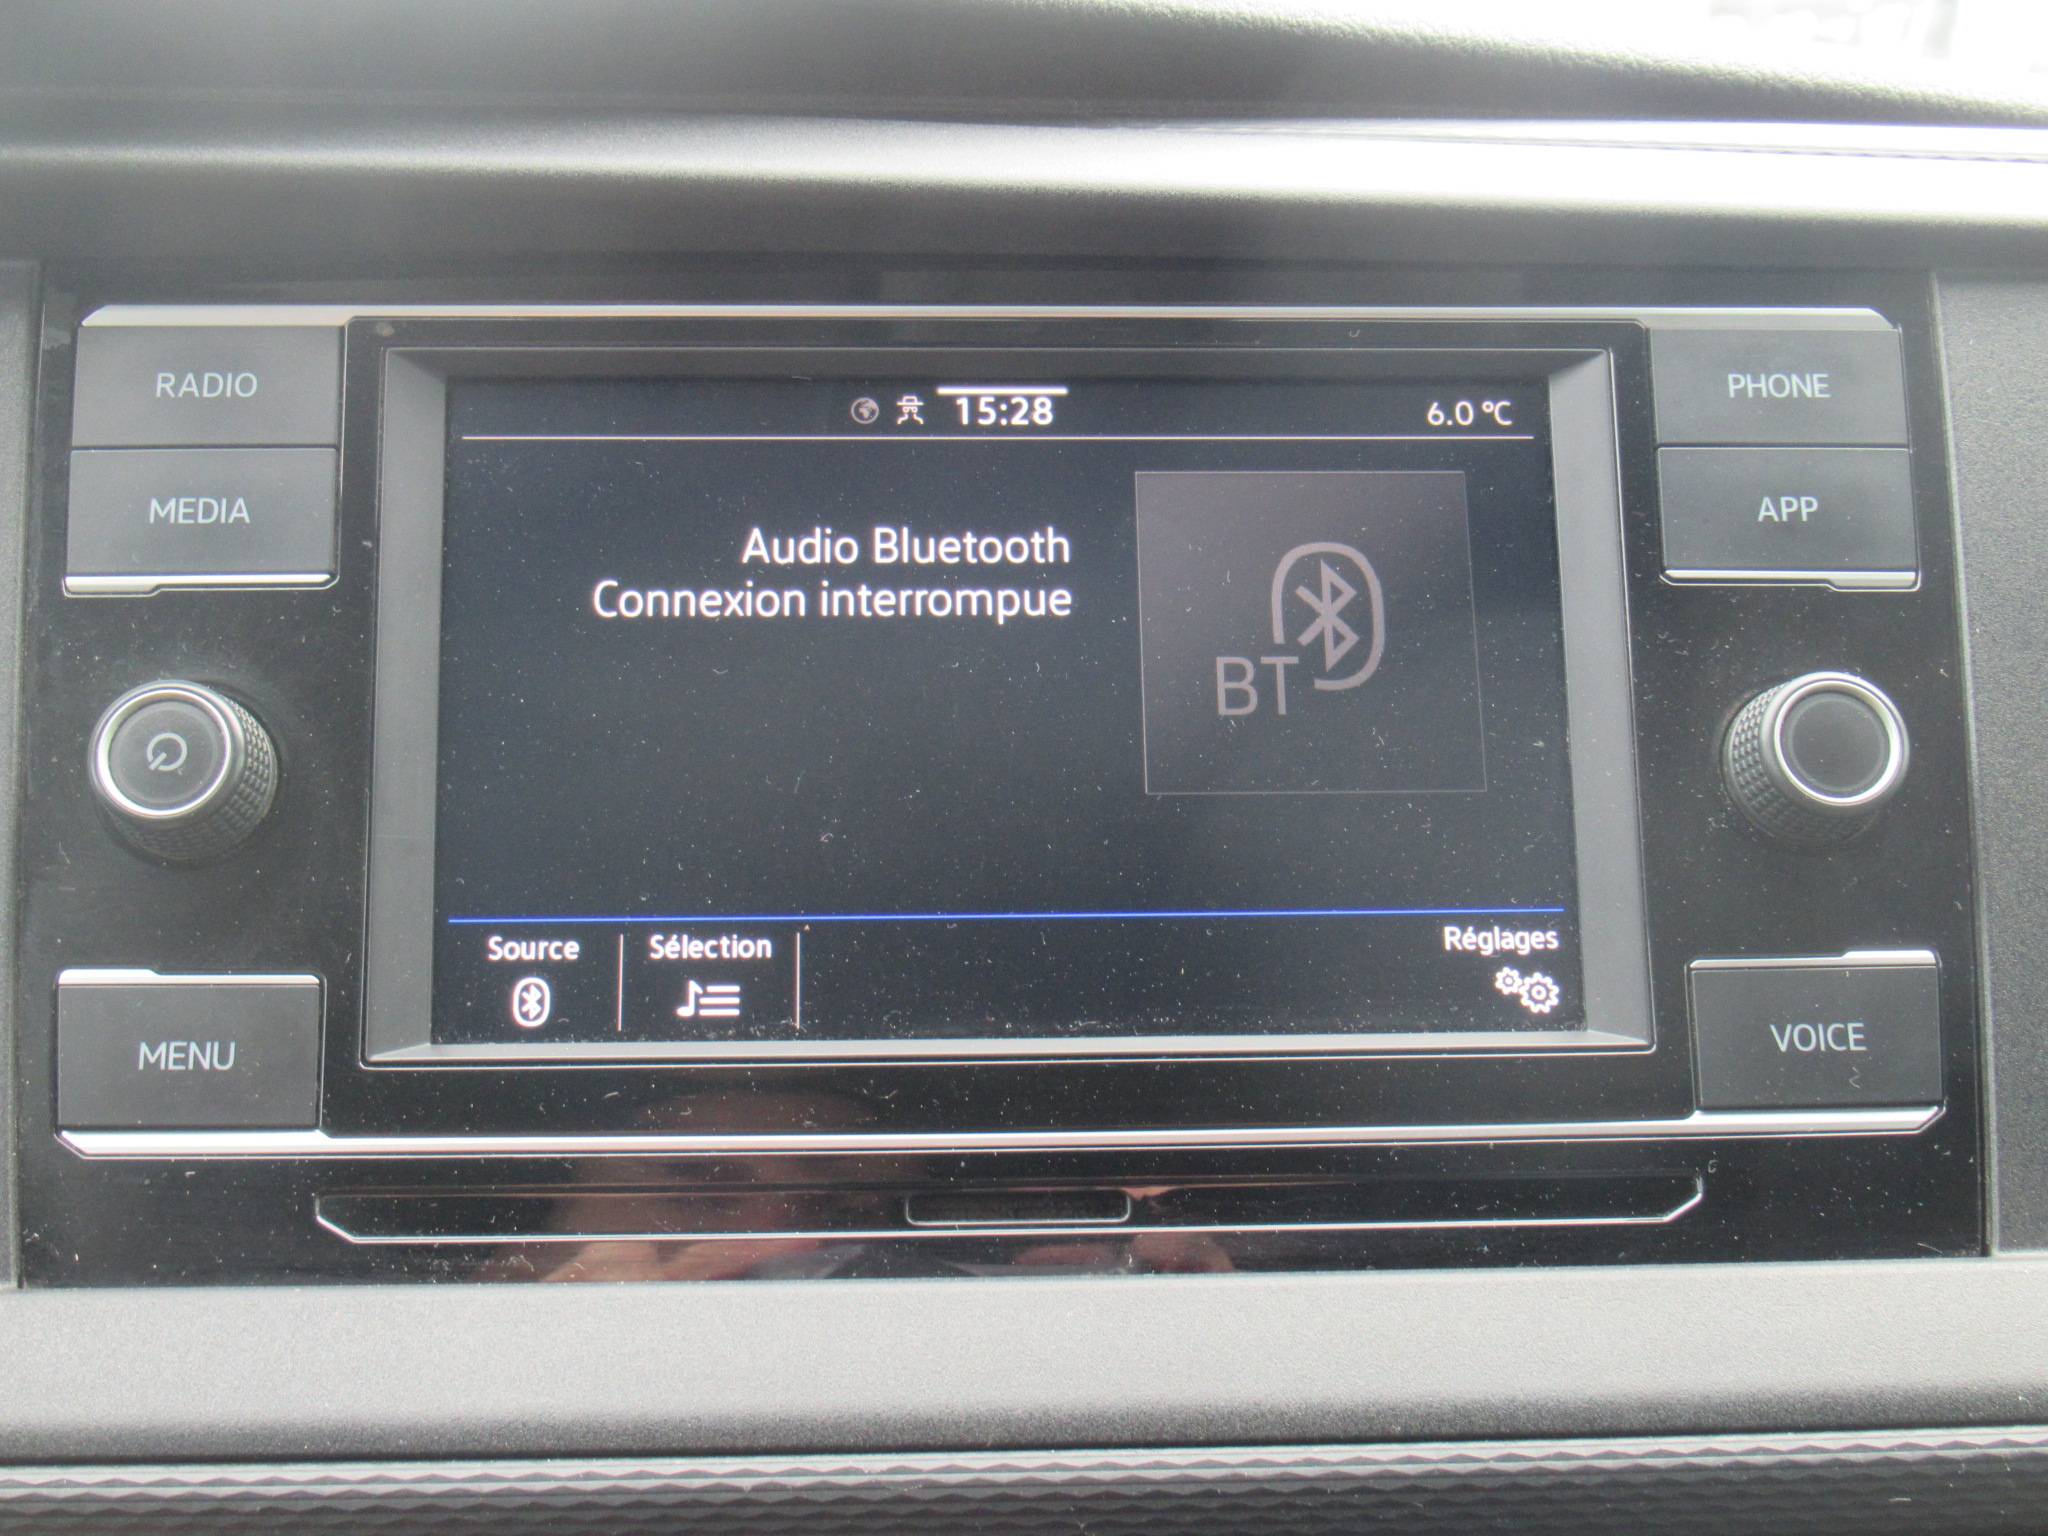 RADIO
MEDIA
MENU
15:28
6.0 °C
Audio Bluetooth
Connexion interrompue
BT
Source
Sélection
Réglages
PHONE
APP
VOICE